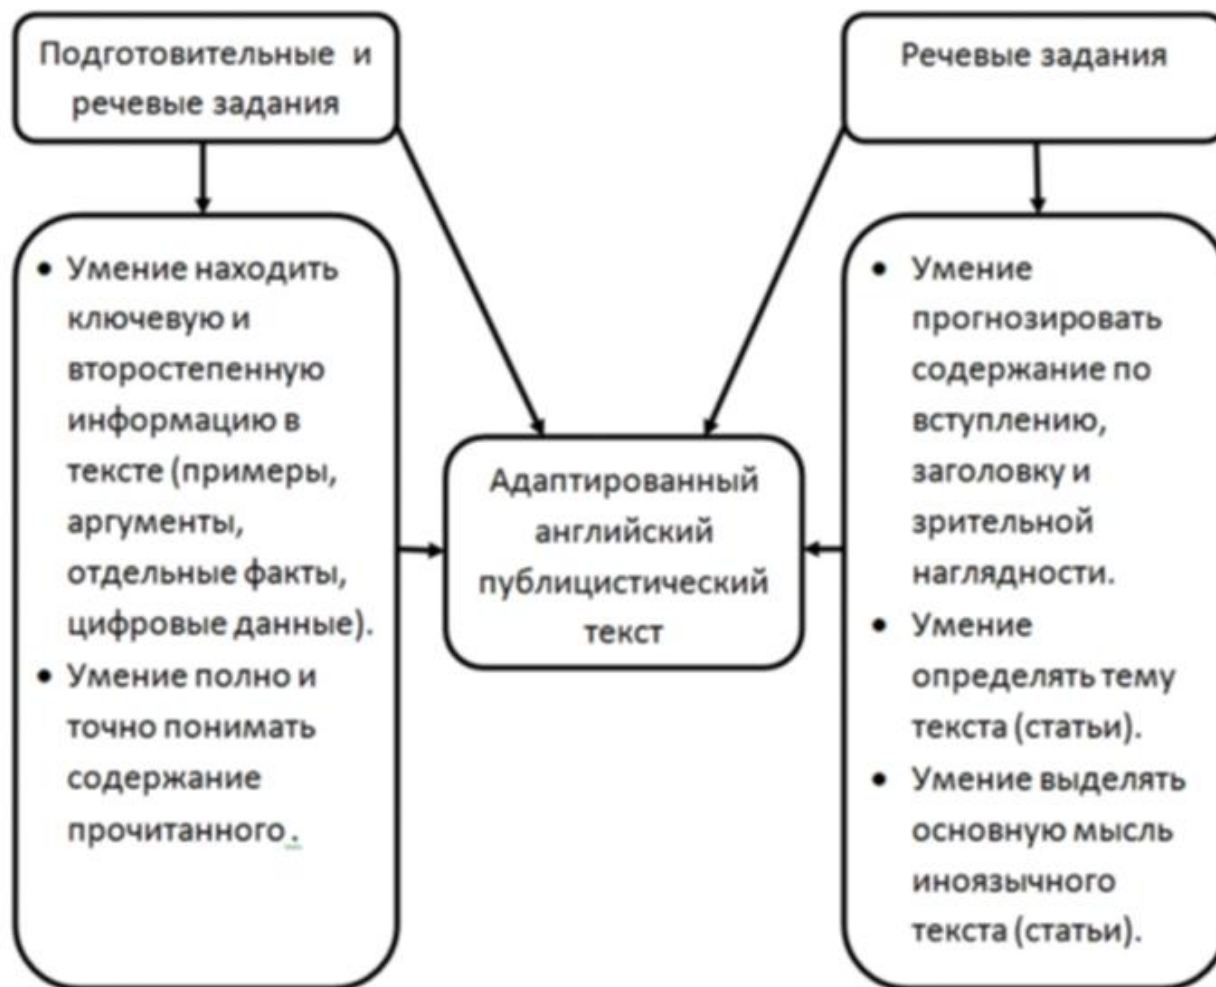 Подготовительные и
речевые задания
Речевые задания
• Умение находить
ключевую и
второстепенную
информацию в
тексте (примеры,
аргументы,
отдельные факты,
цифровые данные).
• Умение полно и
точно понимать
содержание
прочитанного .
Адаптированный
английский
публицистический
текст
• Умение
прогнозировать
содержание по
вступлению,
заголовку и
зрительной
наглядности.
• Умение
определять тему
текста (статьи).
• Умение выделять
основную мысль
иноязычного
текста (статьи).